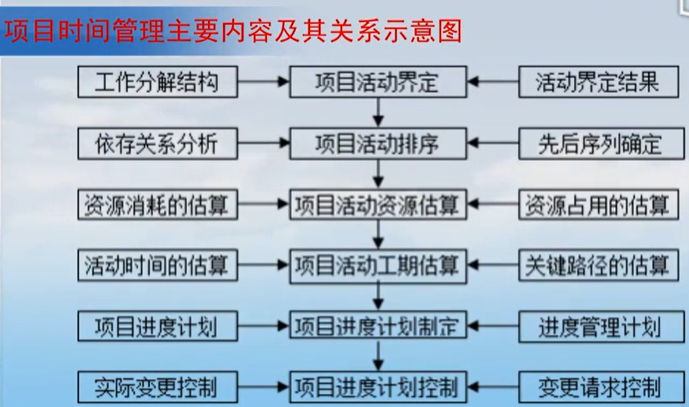 项目时间管理主要内容及其关系示意图
工作分解结构 项目活动界定 活动界定结果
依存关系分析 项目活动排序 先后序列确定
资源消耗的估算 项目活动资源估算 资源占用的估算
活动时间的估算 项目活动工期估算 关键路径的估算
项目进度计划 项目进度计划制定 进度管理计划
实际变更控制 项目进度计划控制 变更请求控制